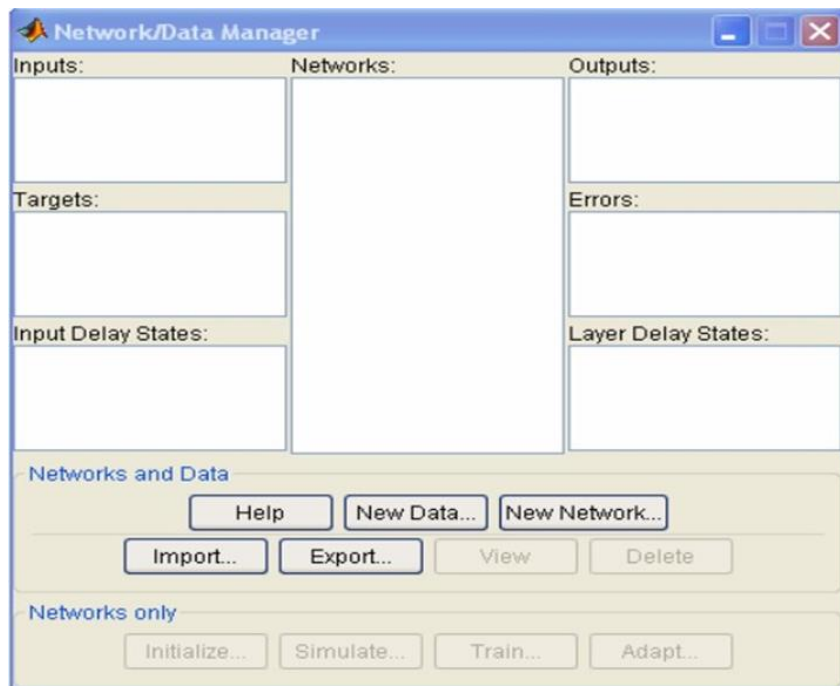 Network/Data Manager
Inputs:
Networks:
Outputs:
Targets:
Errors:
Input Delay States:
Layer Delay States:
Networks and Data
Help
New Data...
New Network...
Import...
Export...
View
Delete
Networks only
Initialize...
Simulate...
Train...
Adapt...